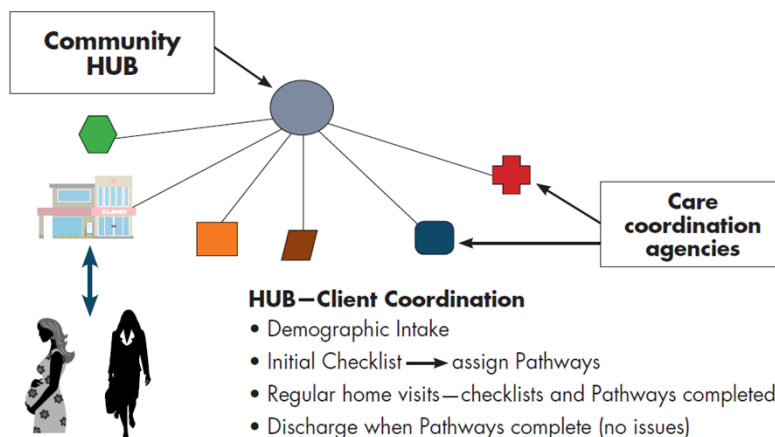 Community
HUB
CLINIC
Care
coordination
agencies
HUB—Client Coordination
• Demographic Intake
• Initial Checklist → assign Pathways
• Regular home visits—checklists and Pathways completed
• Discharge when Pathways complete (no issues)